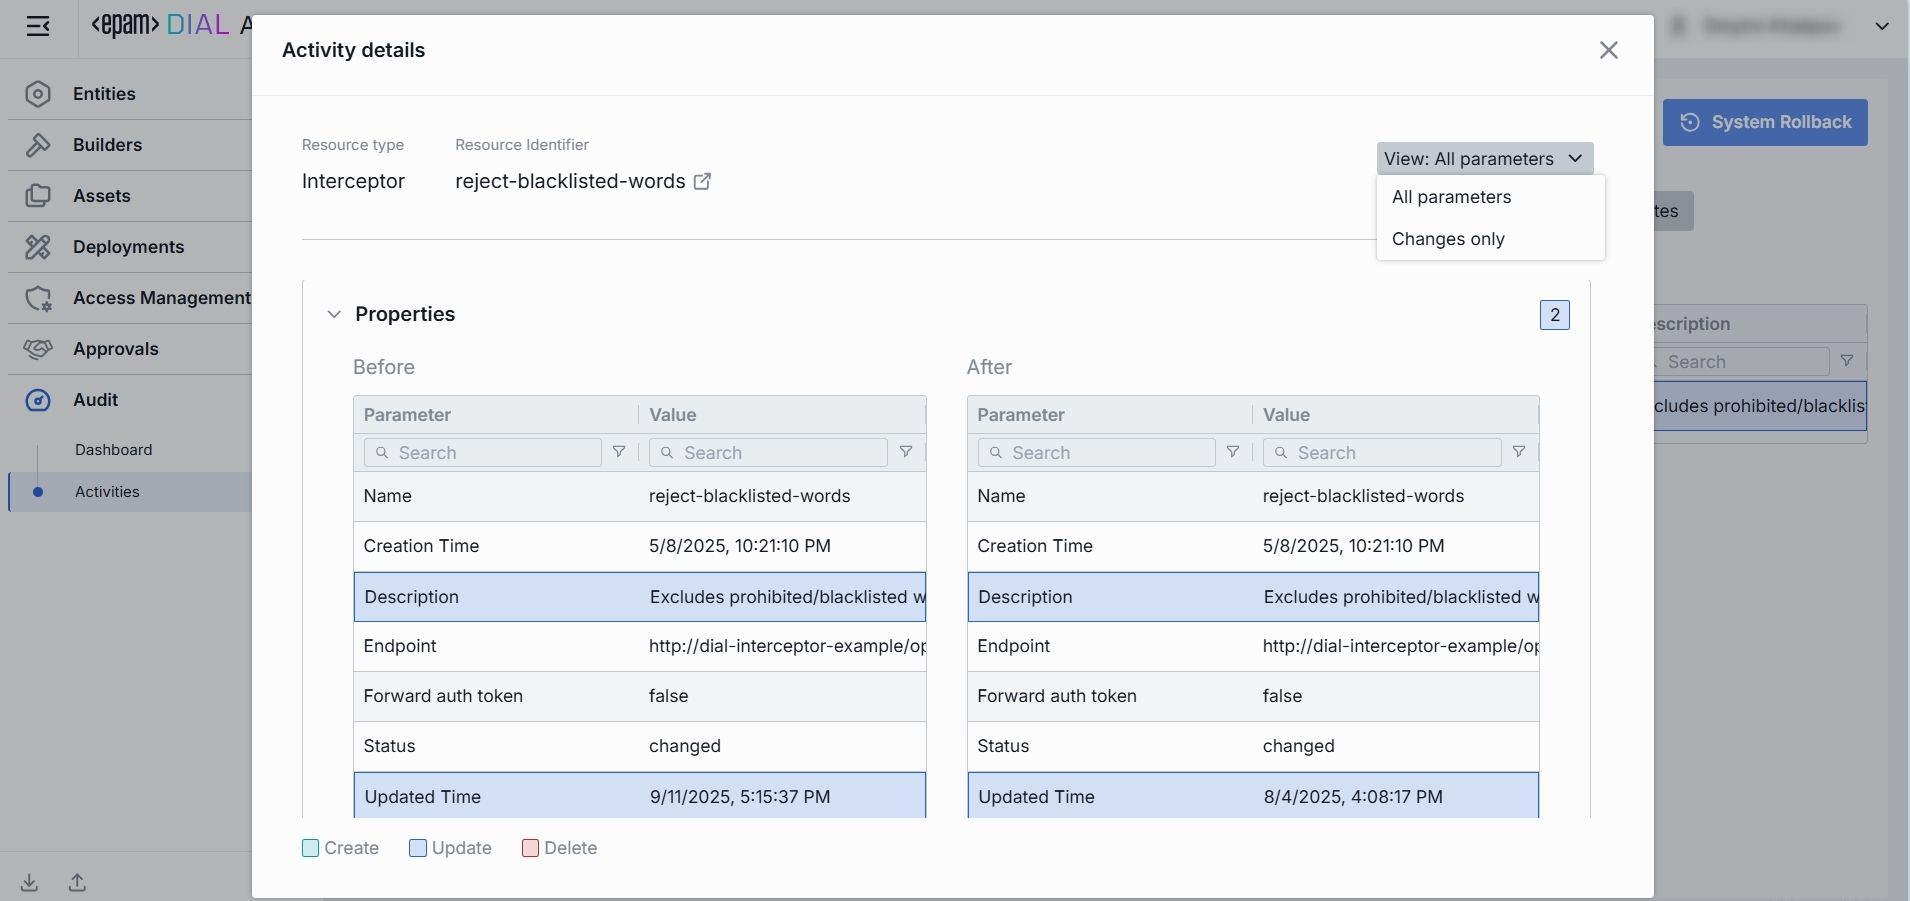 <epam> DIAL A
Activity details
Entities
Builders
Assets
Deployments
Access Management
Approvals
Audit
Dashboard
Activities
Resource type
Interceptor
Resource Identifier
reject-blacklisted-words
View: All parameters
All parameters
Changes only
System Rollback
tes
scription
Search
cludes prohibited/blacklis
Properties
2
Before
Parameter Value
Search Search
Name reject-blacklisted-words
Creation Time 5/8/2025, 10:21:10 PM
Description Excludes prohibited/blacklisted w
Endpoint http://dial-interceptor-example/op
Forward auth token false
Status changed
Updated Time 9/11/2025, 5:15:37 PM
After
Parameter Value
Search Search
Name reject-blacklisted-words
Creation Time 5/8/2025, 10:21:10 PM
Description Excludes prohibited/blacklisted w
Endpoint http://dial-interceptor-example/op
Forward auth token false
Status changed
Updated Time 8/4/2025, 4:08:17 PM
Create Update Delete